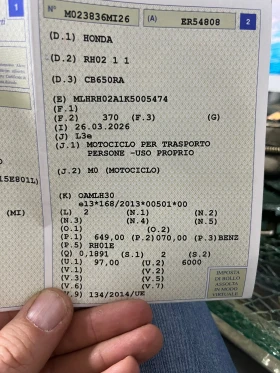 1
N° M023836MI26 (A) ER54808 2
(D.1) HONDA
(D.2) RH02 1 1
(D.3) CB650RA
(E) MLHRH02A1K5005474
(F.1)
(F.2) 370 (F.3) (G)
(I) 26.03.2026
(J) L3e
(J.1) MOTOCICLO PER TRASPORTO
PERSONE -USO PROPRIO
(J.2) M0 (MOTOCICLO)
15E801L)
(K) OAMLH30
e13*168/2013*00501*00
(MI) (L) 2 (N.1) (N.2)
(N.3) (N.4) (N.5)
(O.1) (O.2)
(P.1) 649,00 (P.2)070,00 (P.3)BENZ
(P.5) RH01E
(Q) 0,1891 (S.1) 2 (S.2)
(U.1) 97,00 (U.2) 6000
(V.1) (V.2)
(V.3) (V.5)
(V.6) (V.7)
(V.9) 134/2014/UE
IMPOSTA
DI BOLLO
ASSOLTA
IN MODO
VIRTUALE